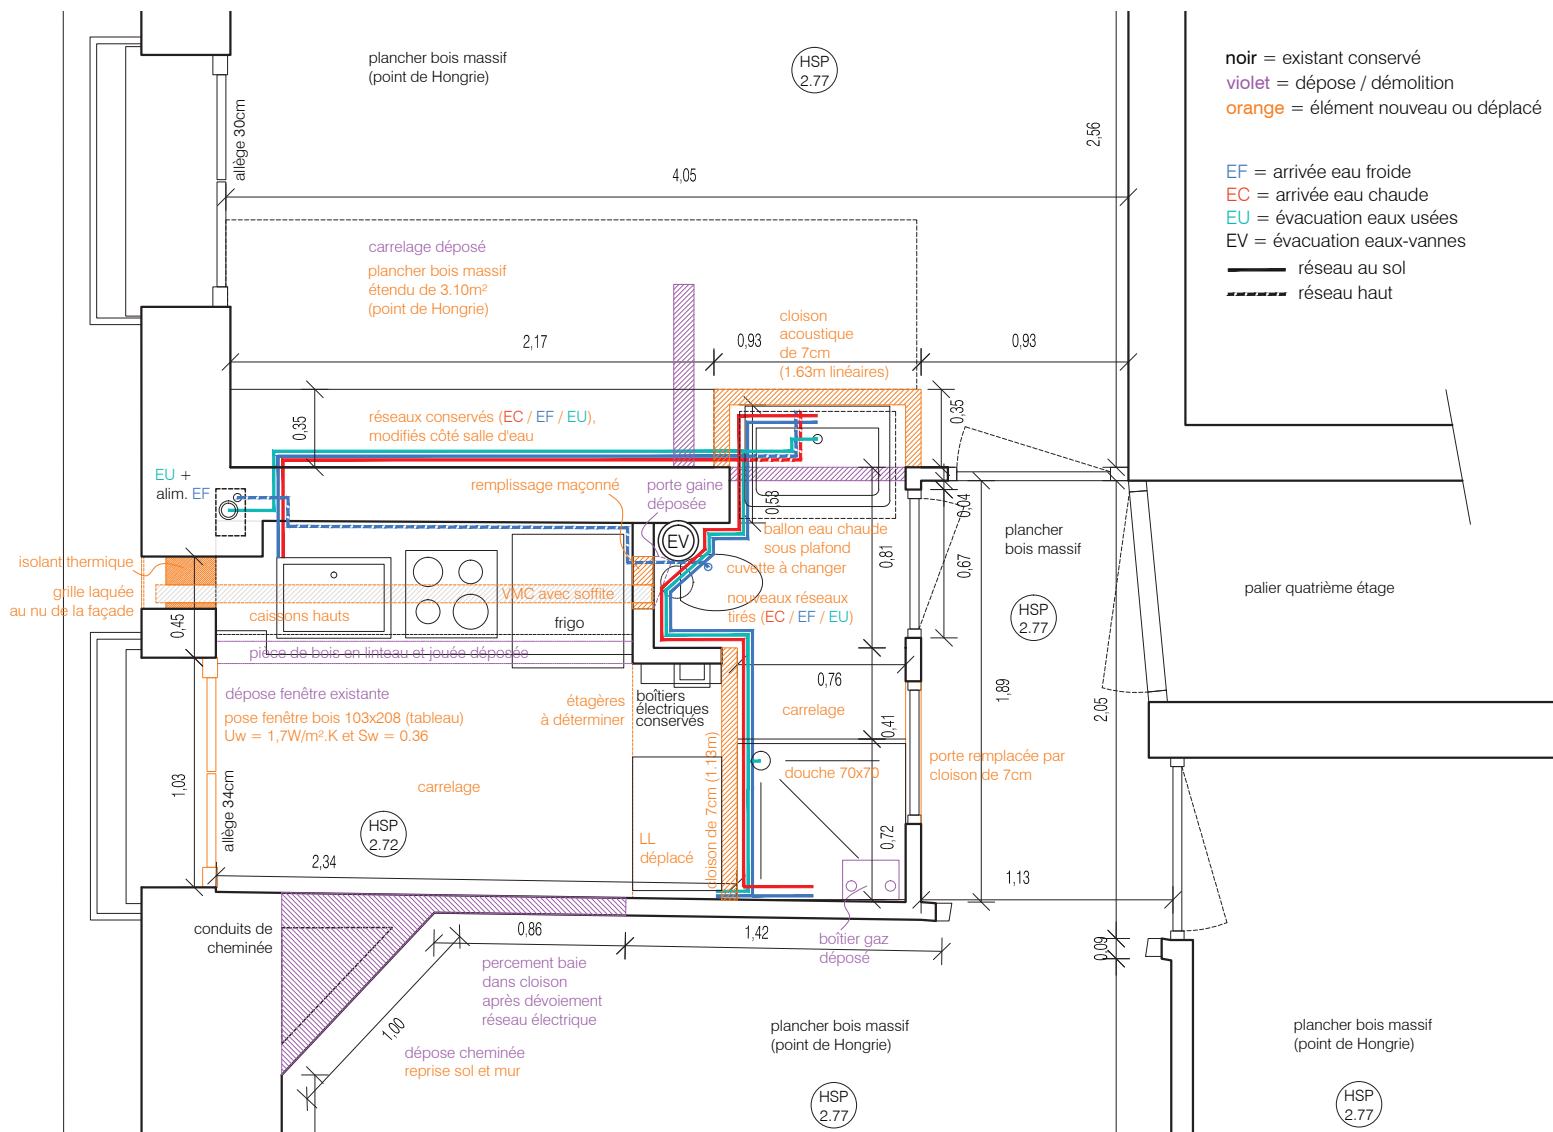 plancher bois massif
(point de Hongrie)
HSP
2.77
noir = existant conservé
violet = dépose / démolition
orange = élément nouveau ou déplacé
EF = arrivée eau froide
EC = arrivée eau chaude
EU = évacuation eaux usées
EV = évacuation eaux-vannes
réseau au sol
réseau haut
allège 30cm
2,56
4,05
carrelage déposé
plancher bois massif
étendu de 3.10m²
(point de Hongrie)
cloison
acoustique
de 7cm
(1.63m linéaires)
2,17
0,93
0,93
0,35
0,35
réseaux conservés (EC / EF / EU),
modifiés côté salle d'eau
EU +
alim. EF
remplissage maçonné
porte gaine
déposée
0,53
0,04
EV
ballon eau chaude
sous plafond
cuvette à changer
0,81
0,67
plancher
bois massif
isolant thermique
grille laquée
au nu de la façade
0,45
caissons hauts
VMC avec soffite
frigo
nouveaux réseaux
tirés (EC / EF / EU)
HSP
2.77
palier quatrième étage
pièce de bois en linteau et jouée déposée
dépose fenêtre existante
pose fenêtre bois 103x208 (tableau)
Uw = 1,7W/m².K et Sw = 0.36
étagères
à déterminer
boîtiers
électriques
conservés
0,76
carrelage
0,41
1,89
2,05
1,03
allège 34cm
carrelage
cloison de 7cm (1.13m)
douche 70x70
porte remplacée par
cloison de 7cm
HSP
2.72
LL
déplacé
0,72
2,34
1,13
conduits de
cheminée
0,86
1,42
boîtier gaz
déposé
0,09
percement baie
dans cloison
après dévoiement
réseau électrique
1,00
dépose cheminée
reprise sol et mur
plancher bois massif
(point de Hongrie)
plancher bois massif
(point de Hongrie)
HSP
2.77
HSP
2.77